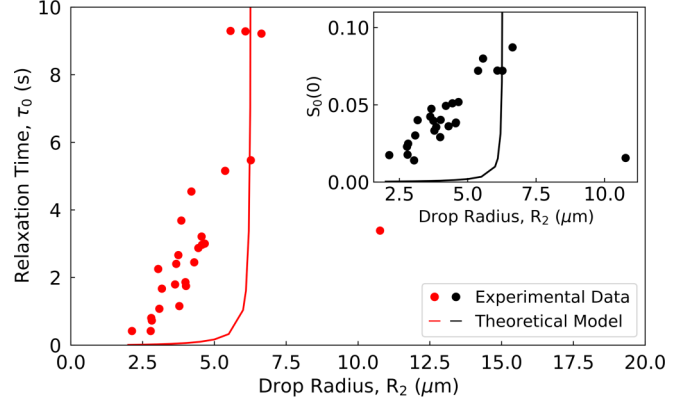 10
8
6
4
2
0
Relaxation Time, τ₀ (s)
0.0 2.5 5.0 7.5 10.0 12.5 15.0 17.5 20.0
Drop Radius, R₂ (μm)
0.10
0.05
0.00
S₀(0)
2.5 5.0 7.5 10.0
Drop Radius, R₂ (μm)
Experimental Data
Theoretical Model